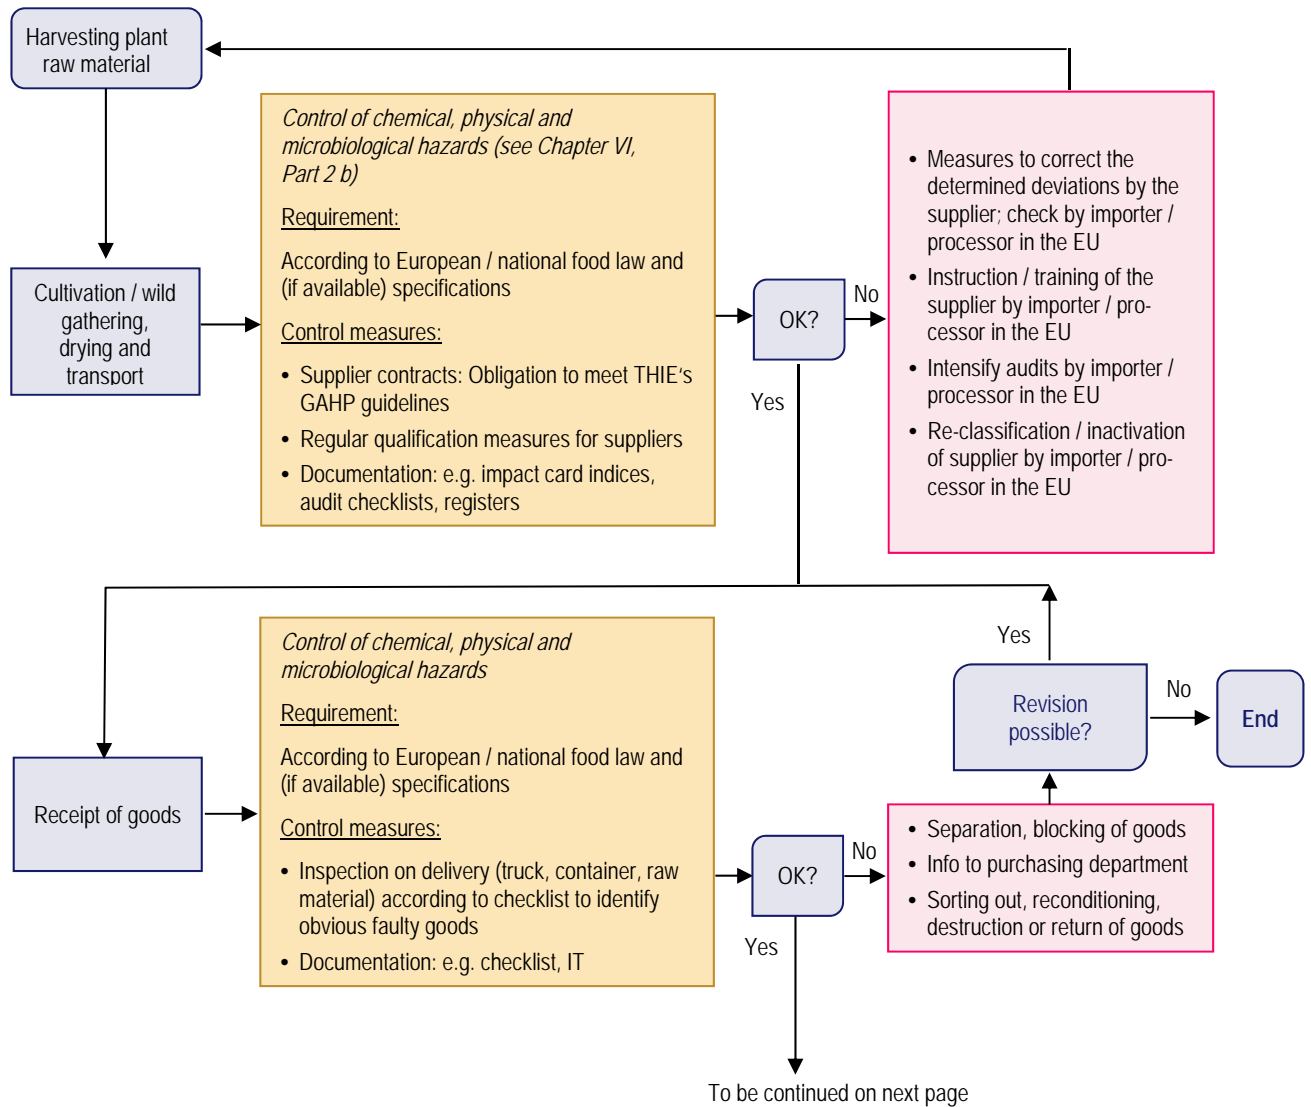 Harvesting plant
raw material
Control of chemical, physical and
microbiological hazards (see Chapter VI,
Part 2 b)
Requirement:
According to European / national food law and
(if available) specifications
Control measures:
• Supplier contracts: Obligation to meet THIE‘s
GAHP guidelines
• Regular qualification measures for suppliers
• Documentation: e.g. impact card indices,
audit checklists, registers
Cultivation / wild
gathering,
drying and
transport
OK?
No
Yes
• Measures to correct the
determined deviations by the
supplier; check by importer /
processor in the EU
• Instruction / training of the
supplier by importer / pro-
cessor in the EU
• Intensify audits by importer /
processor in the EU
• Re-classification / inactivation
of supplier by importer / pro-
cessor in the EU
Control of chemical, physical and
microbiological hazards
Requirement:
According to European / national food law and
(if available) specifications
Control measures:
• Inspection on delivery (truck, container, raw
material) according to checklist to identify
obvious faulty goods
• Documentation: e.g. checklist, IT
Receipt of goods
Yes
Revision
possible?
No
End
OK?
No
Yes
• Separation, blocking of goods
• Info to purchasing department
• Sorting out, reconditioning,
destruction or return of goods
To be continued on next page